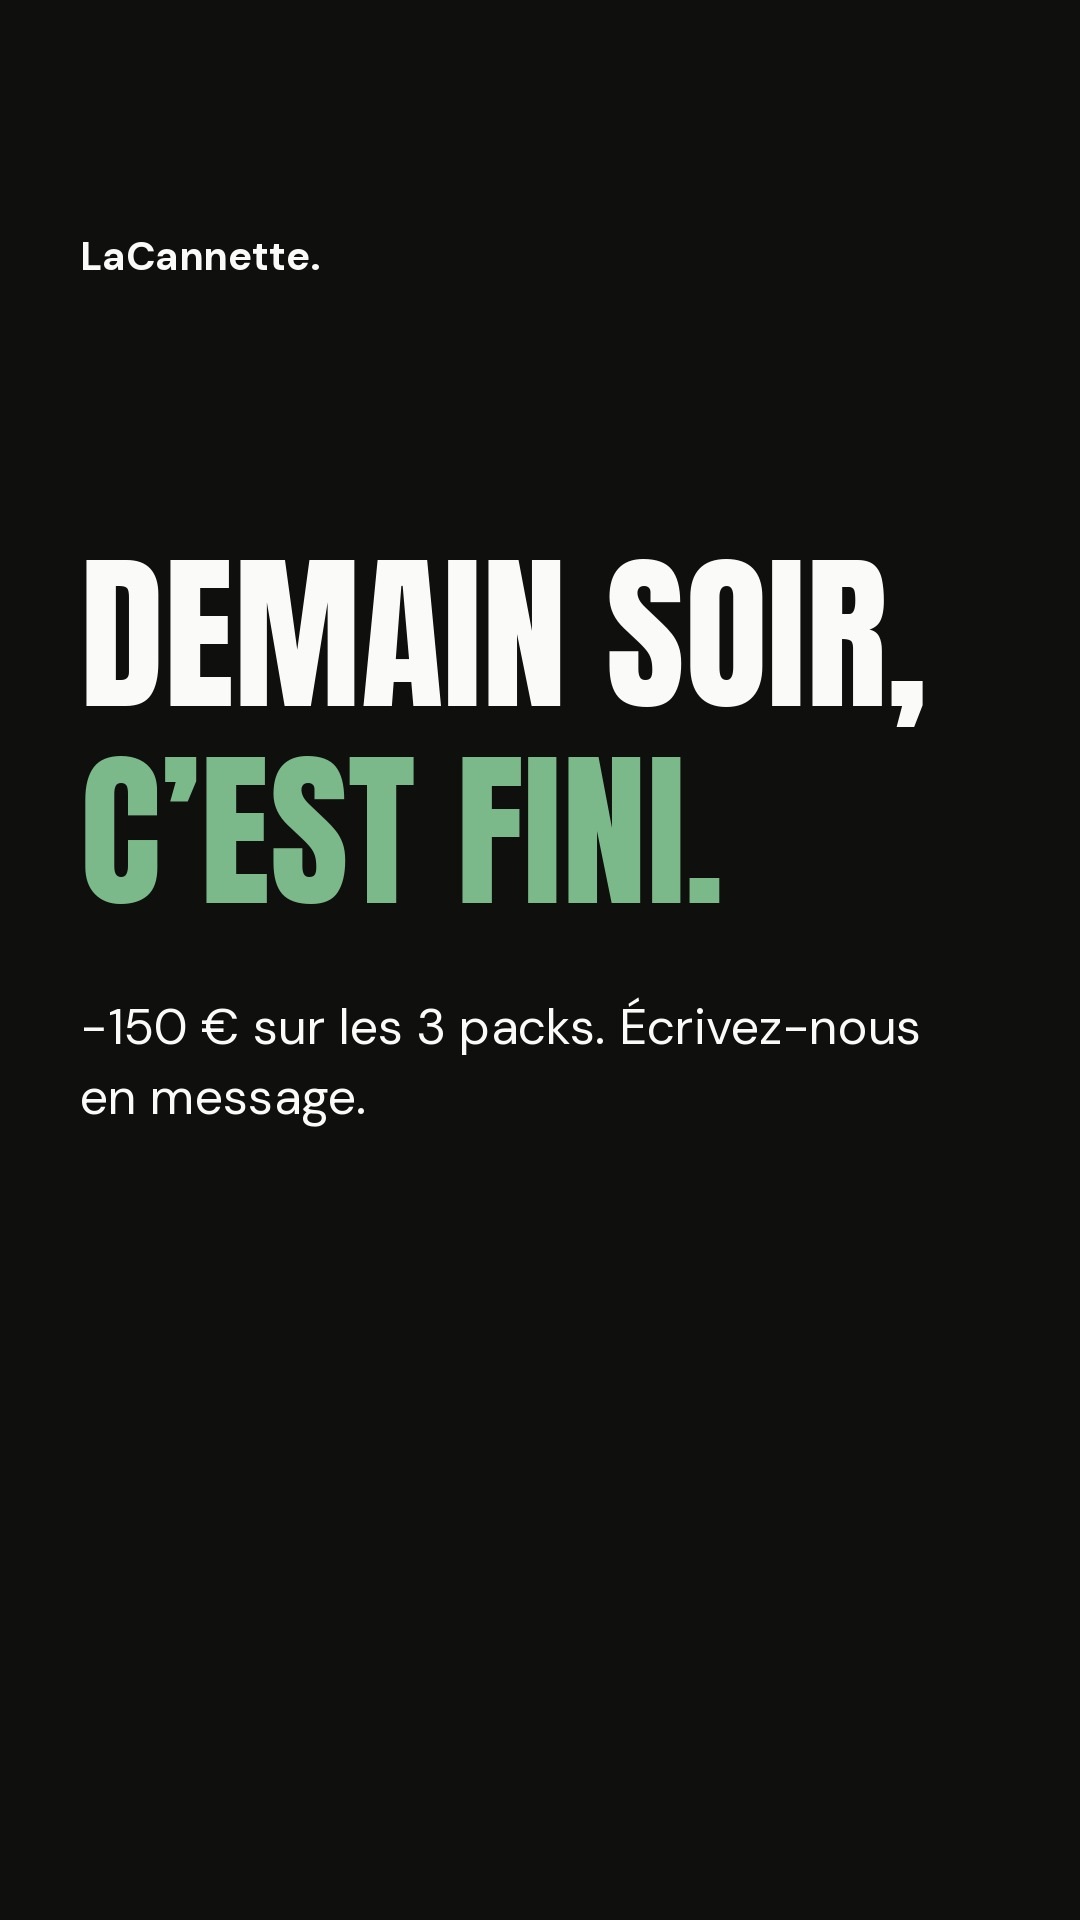 LaCannette.
DEMAIN SOIR,
C’EST FINI.
−150 € sur les 3 packs. Écrivez-nous
en message.